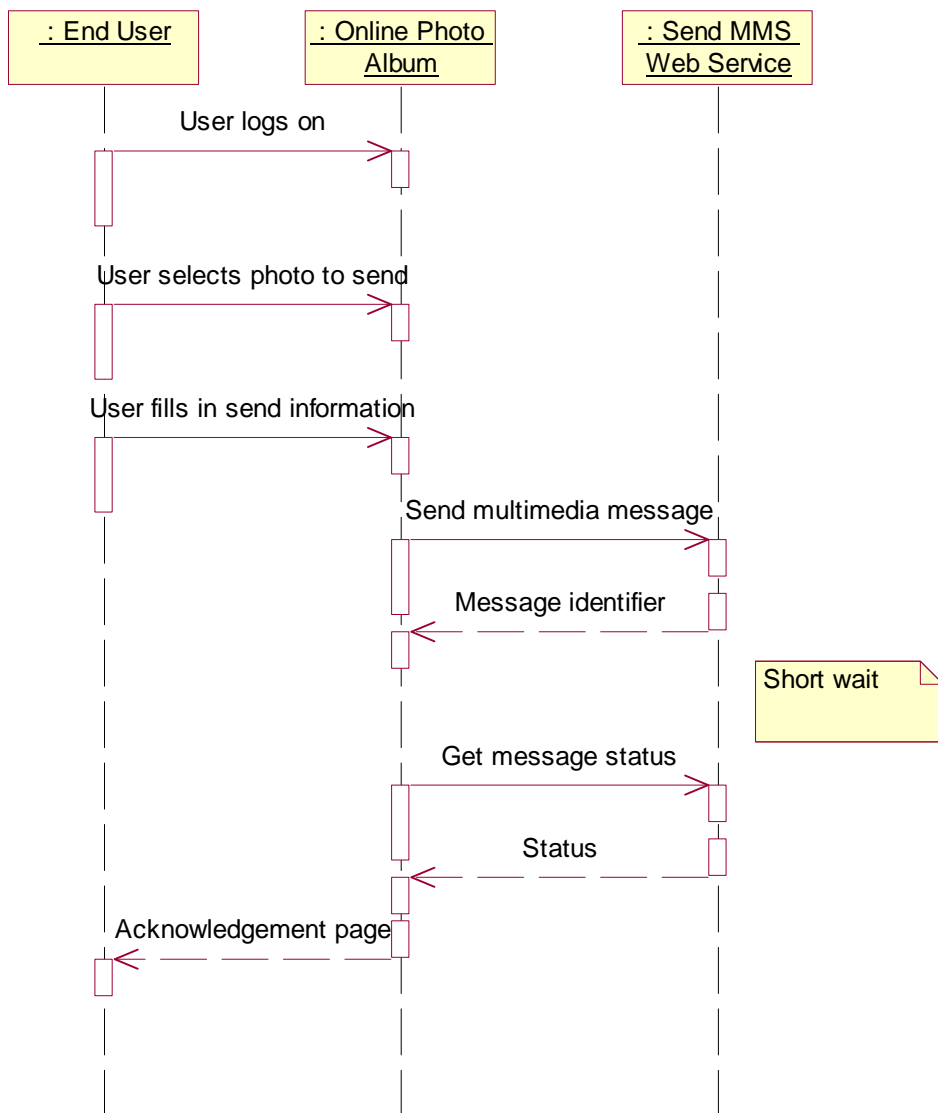 : End User
: Online Photo
Album
: Send MMS
Web Service
User logs on
User selects photo to send
User fills in send information
Send multimedia message
Message identifier
Short wait
Get message status
Status
Acknowledgement page